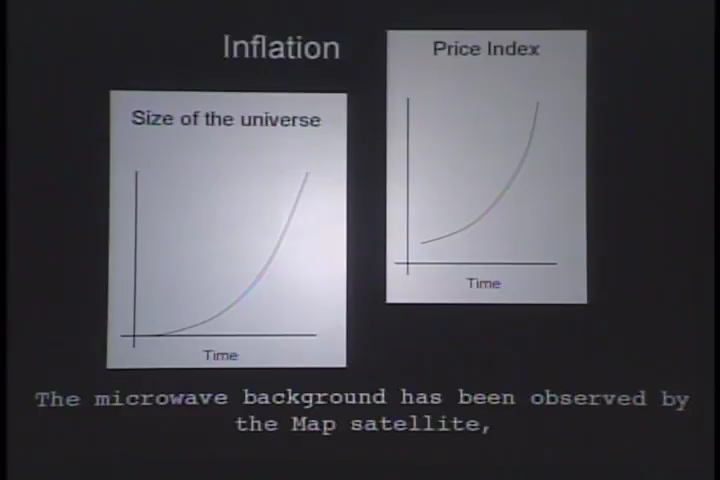 Inflation
Price Index
Size of the universe
Time
Time
The microwave background has been observed by
the Map satellite,